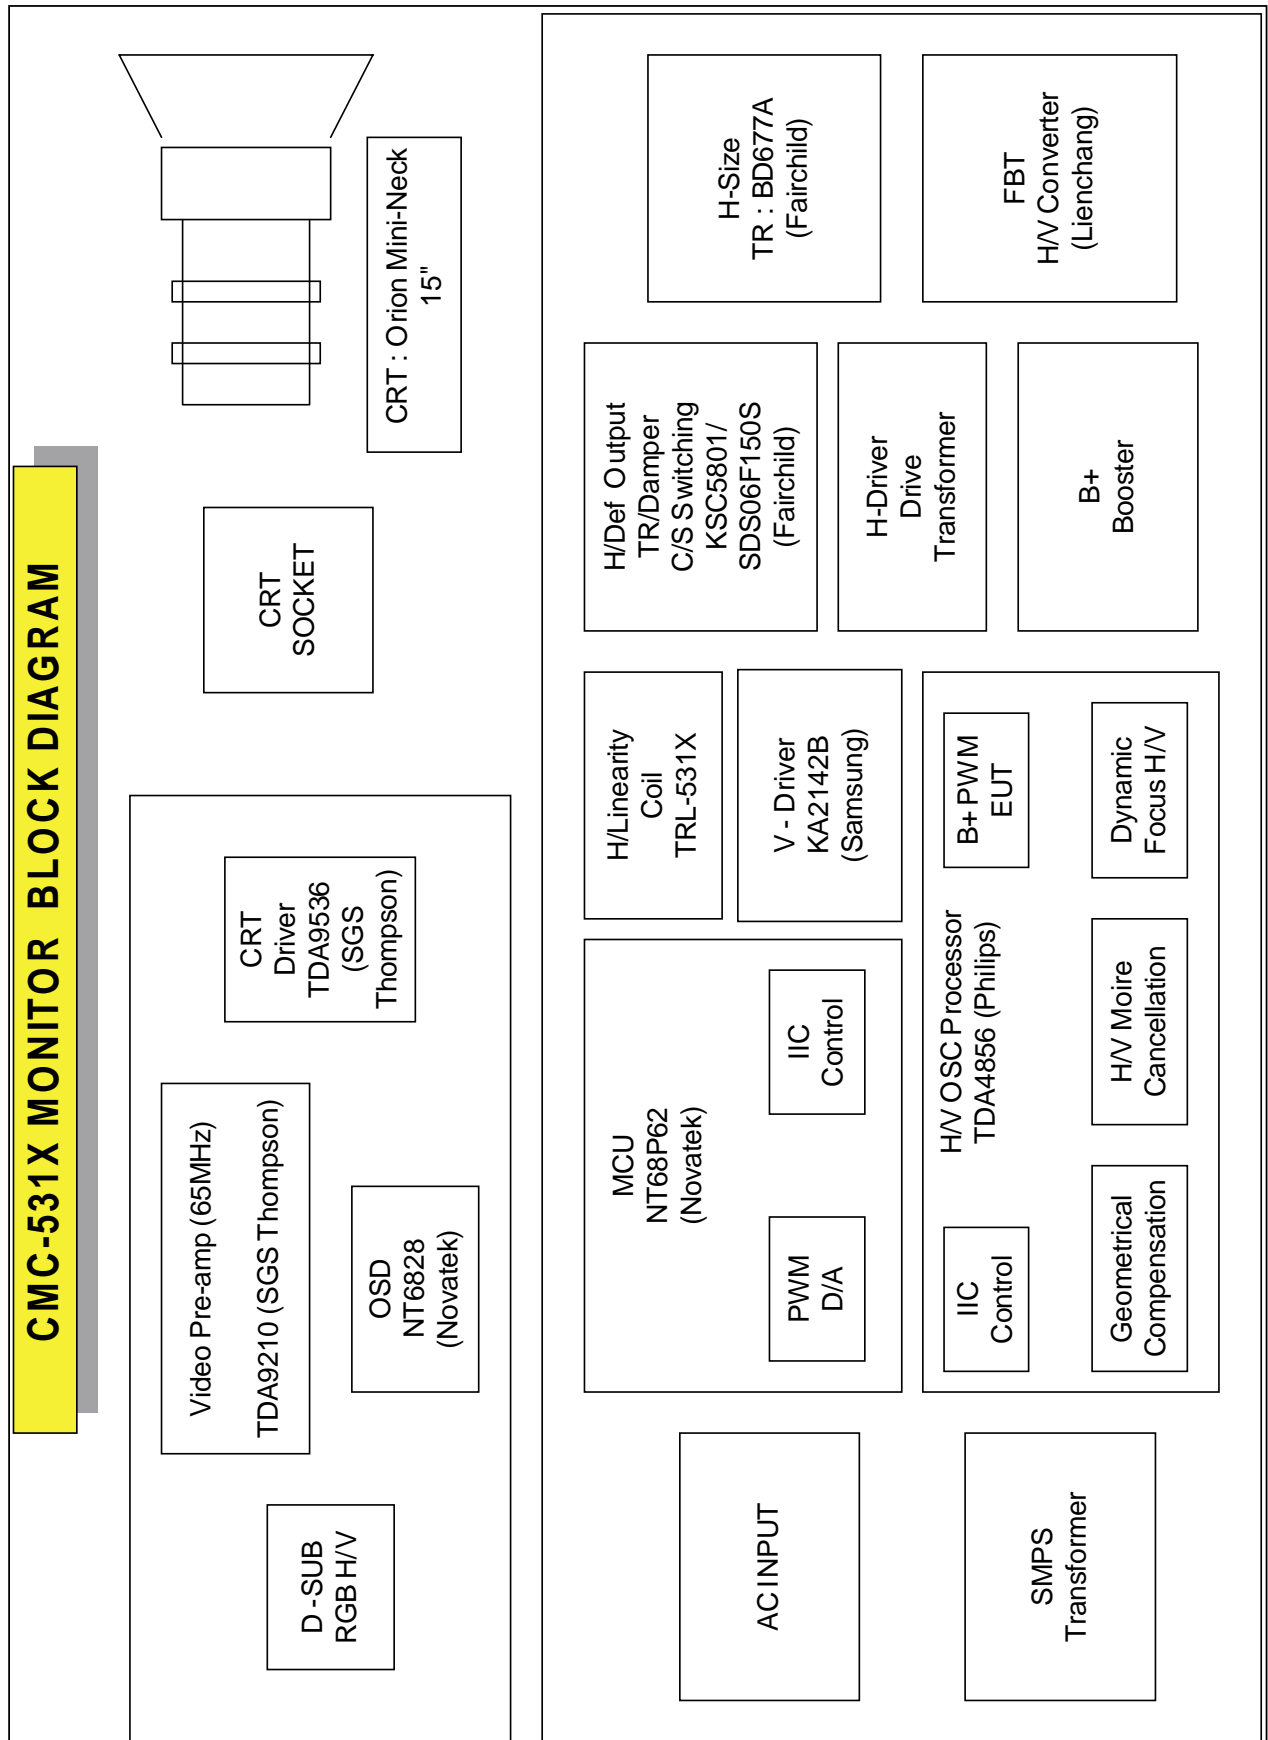 CMC-531X MONITOR BLOCK DIAGRAM
D-SUB
RGB H/V
Video Pre-amp (65MHz)
TDA9210 (SGS Thompson)
OSD
NT6828
(Novatek)
CRT
Driver
TDA9536
(SGS
Thompson)
CRT
SOCKET
CRT : Orion Mini-Neck
15"
AC INPUT
SMPS
Transformer
MCU
NT68P62
(Novatek)
PWM
D/A
IIC
Control
H/V OSC Processor
TDA4856 (Philips)
IIC
Control
B+ PWM
EUT
Geometrical
Compensation
H/V Moire
Cancellation
Dynamic
Focus H/V
H/Linearity
Coil
TRL-531X
V - Driver
KA2142B
(Samsung)
H/Def Output
TR/Damper
C/S Switching
KSC5801/
SDS06F150S
(Fairchild)
H-Driver
Drive
Transformer
B+
Booster
H-Size
TR : BD677A
(Fairchild)
FBT
H/V Converter
(Lienchang)